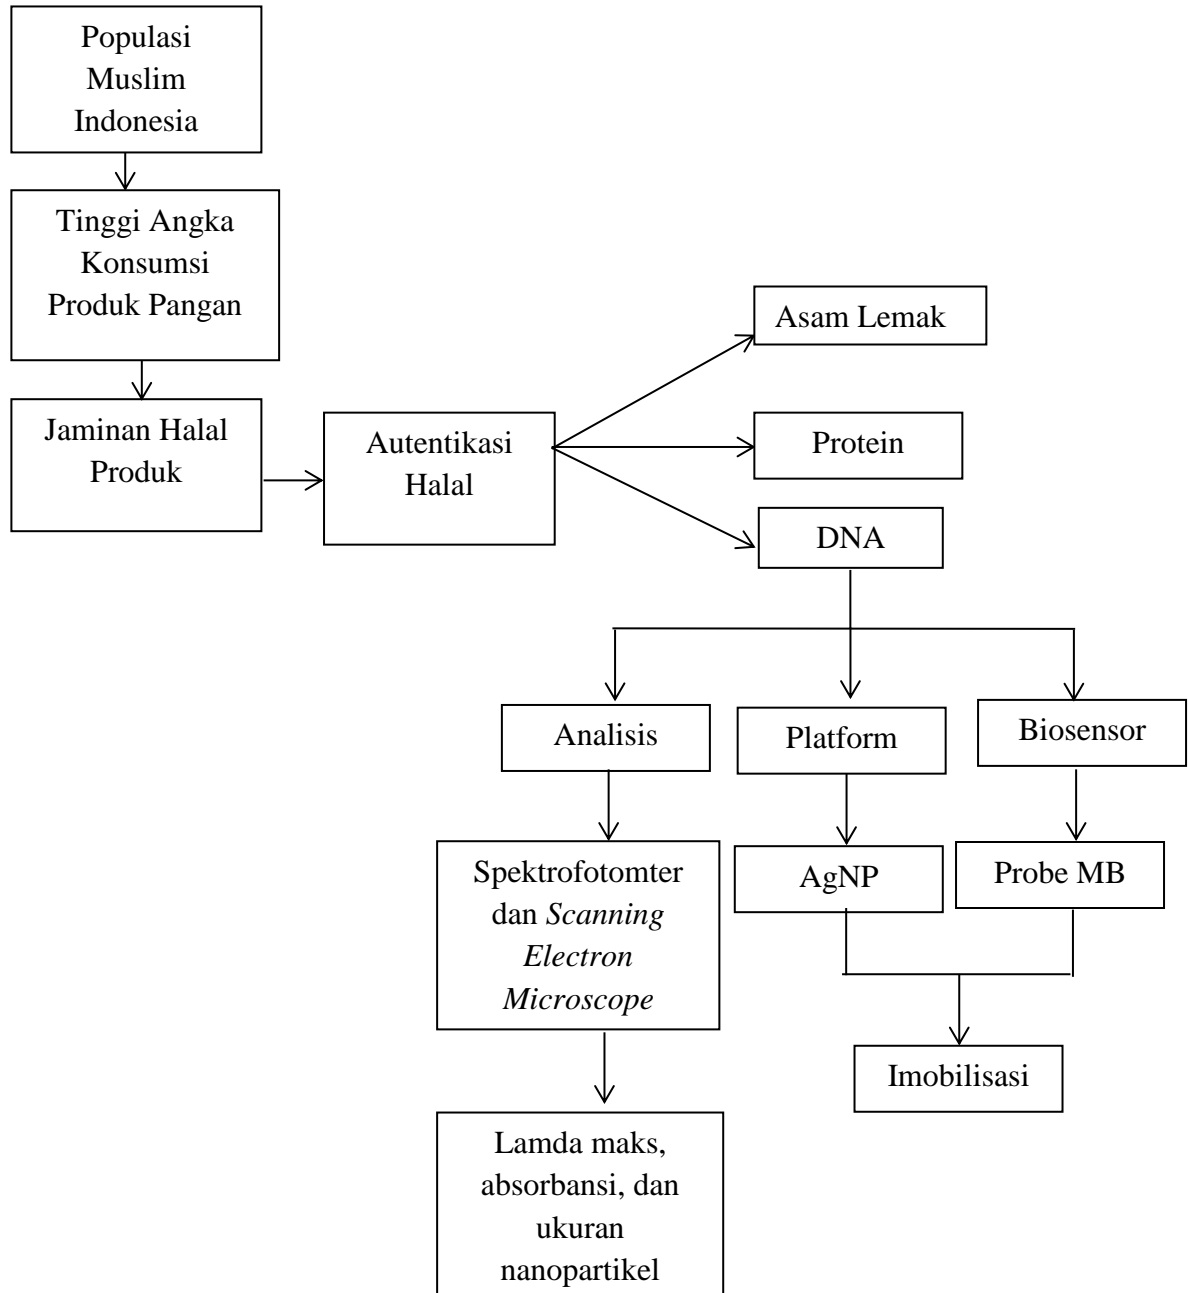 Populasi
Muslim
Indonesia
Tinggi Angka
Konsumsi
Produk Pangan
Jaminan Halal
Produk
Autentikasi
Halal
Asam Lemak
Protein
DNA
Analisis
Platform
Biosensor
Spektrofotomter
dan Scanning
Electron
Microscope
AgNP
Probe MB
Imobilisasi
Lamda maks,
absorbansi, dan
ukuran
nanopartikel